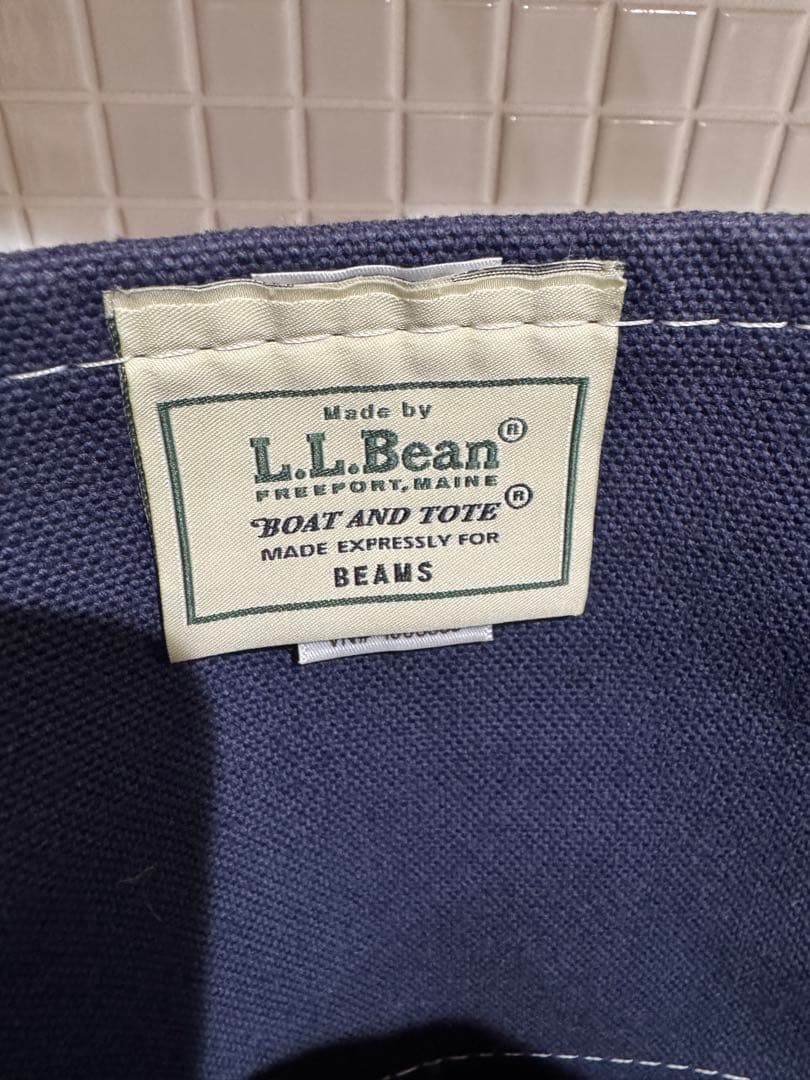 Made by
L.L.Bean®
FREEPORT, MAINE
BOAT AND TOTE®
MADE EXPRESSLY FOR
BEAMS